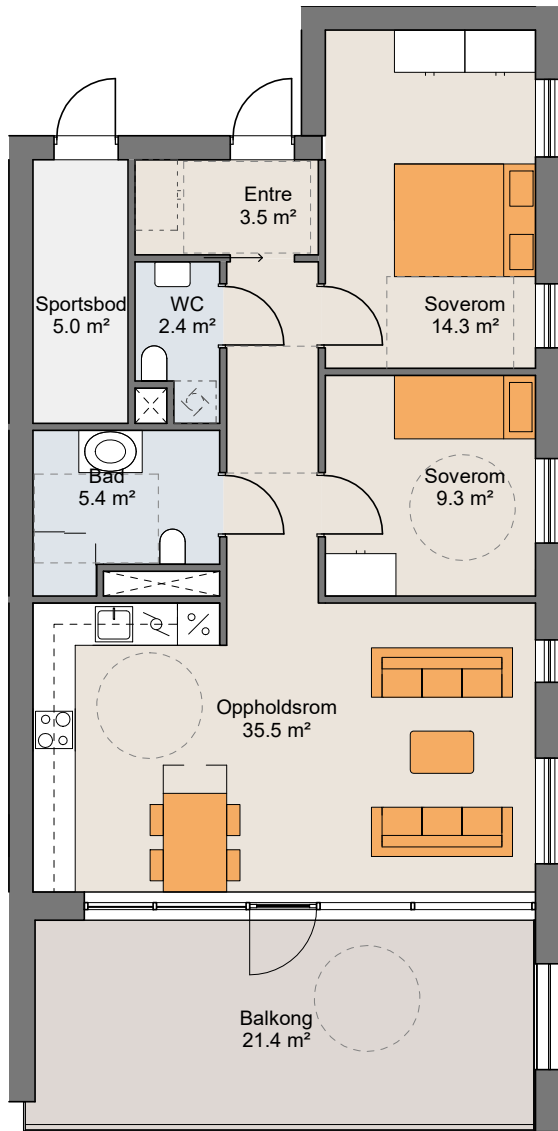 Entre
3.5 m²
Sportsbod
5.0 m²
WC
2.4 m²
Soverom
14.3 m²
Bad
5.4 m²
Soverom
9.3 m²
Oppholdsrom
35.5 m²
Balkong
21.4 m²